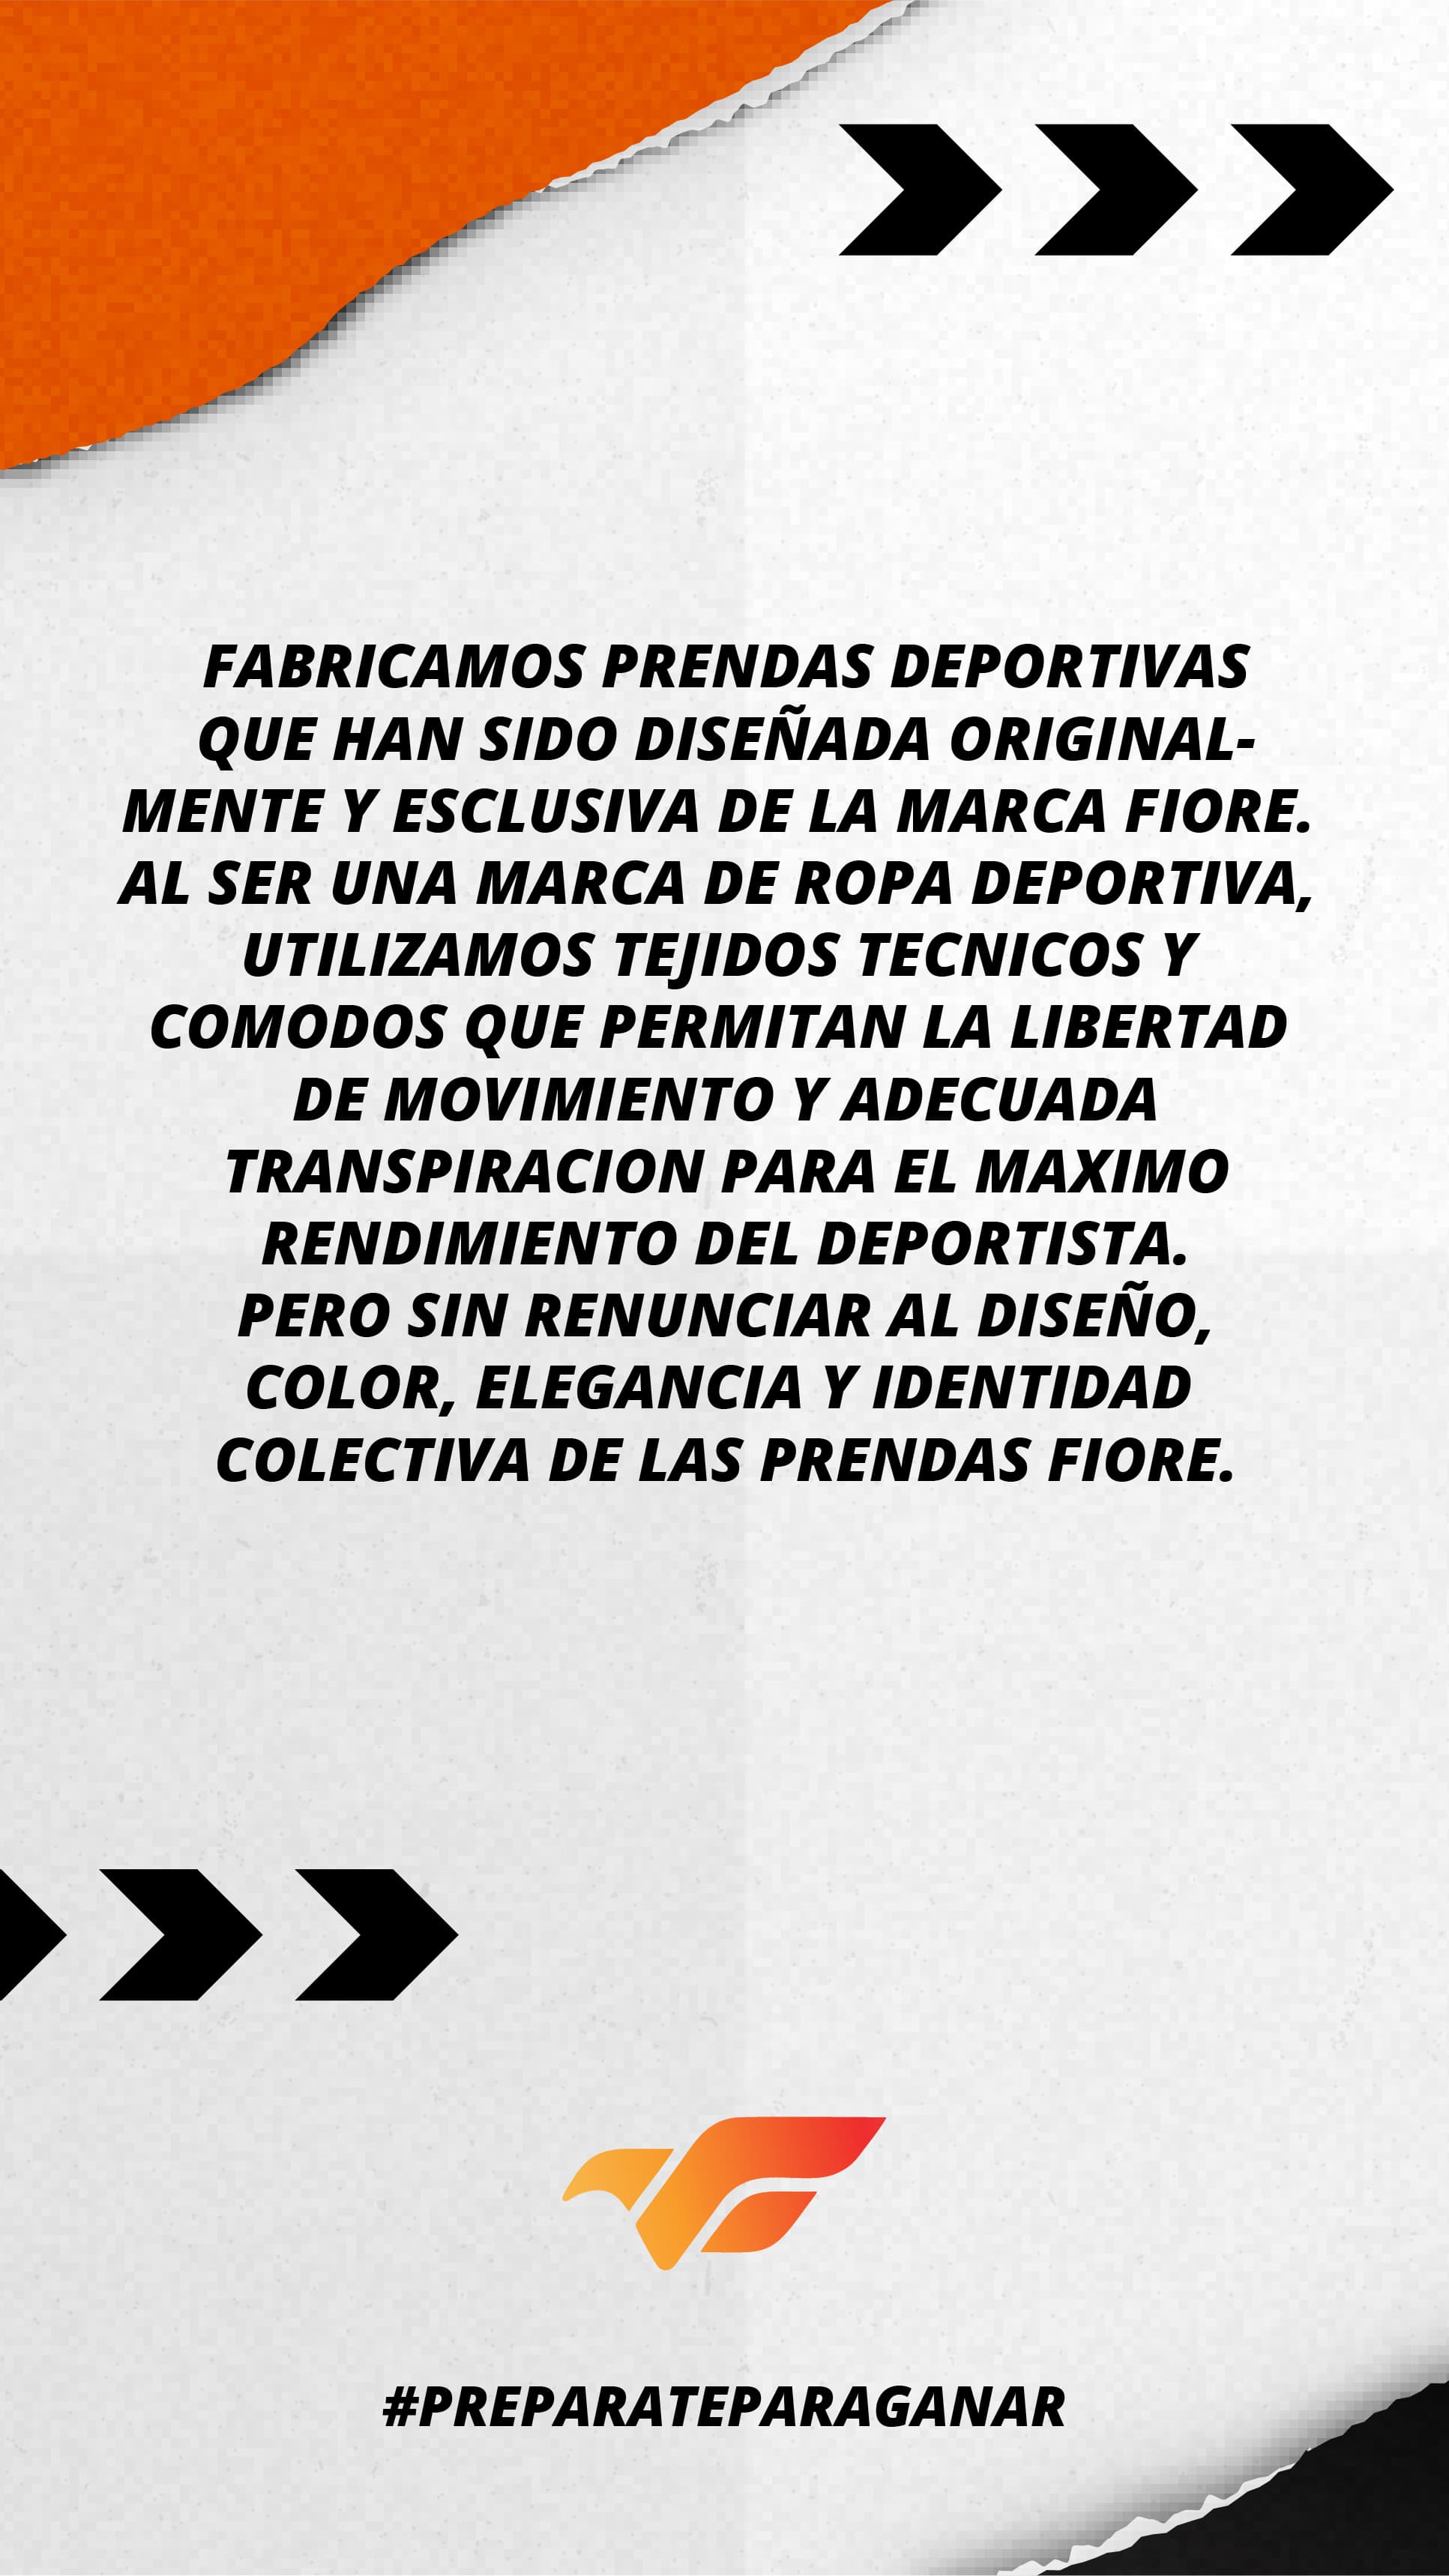 FABRICAMOS PRENDAS DEPORTIVAS
QUE HAN SIDO DISEÑADA ORIGINAL-
MENTE Y ESCLUSIVA DE LA MARCA FIORE.
AL SER UNA MARCA DE ROPA DEPORTIVA,
UTILIZAMOS TEJIDOS TECNICOS Y
COMODOS QUE PERMITAN LA LIBERTAD
DE MOVIMIENTO Y ADECUADA
TRANSPIRACION PARA EL MAXIMO
RENDIMIENTO DEL DEPORTISTA.
PERO SIN RENUNCIAR AL DISEÑO,
COLOR, ELEGANCIA Y IDENTIDAD
COLECTIVA DE LAS PRENDAS FIORE.
#PREPARATEPARAGANAR